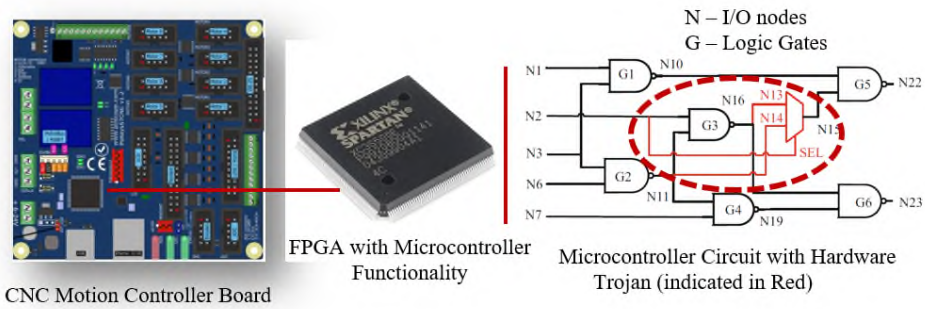 N – I/O nodes
G – Logic Gates
N1
G1
N10
G5
N22
N2
N16
N13
N14
G3
N15
SEL
N3
N6
G2
N11
N7
G4
N19
G6
N23
XILINX®
SPARTAN®
4C
FPGA with Microcontroller
Functionality
Microcontroller Circuit with Hardware
Trojan (indicated in Red)
CNC Motion Controller Board